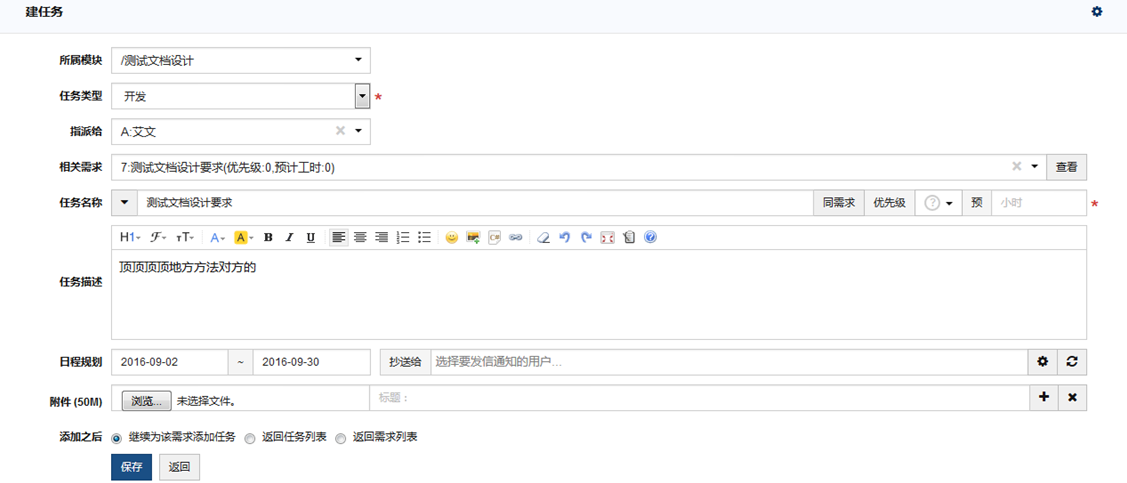 建任务
所属模块 /测试文档设计
任务类型 开发 *
指派给 A:艾文
相关需求 7:测试文档设计要求(优先级:0,预计工时:0) 查看
任务名称 测试文档设计要求 同需求 优先级 ? 预 小时 *
H1 F TT A A B I U C#
任务描述 顶顶顶顶地方方法对方的
日程规划 2016-09-02 ~ 2016-09-30 抄送给 选择要发信通知的用户...
附件 (50M) 浏览... 未选择文件。 标题：
添加之后 继续为该需求添加任务 返回任务列表 返回需求列表
保存 返回